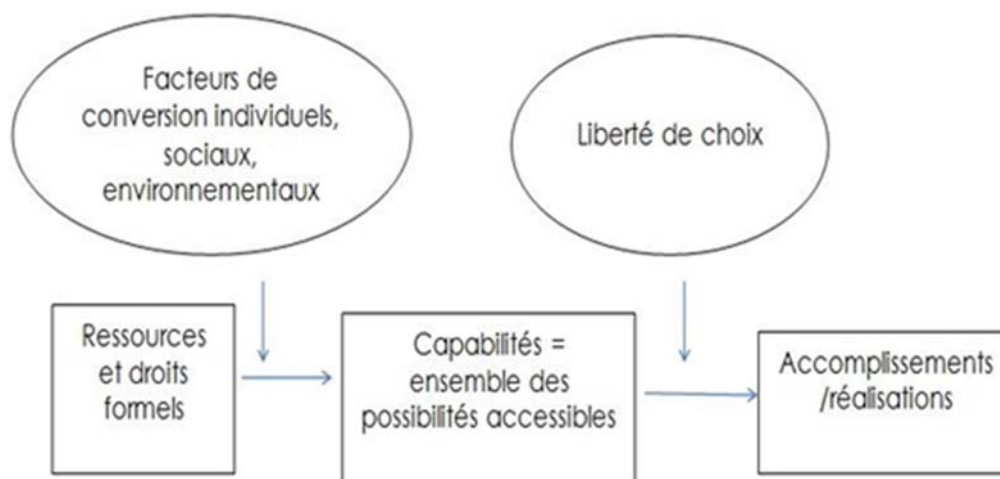 Facteurs de
conversion individuels,
sociaux,
environnementaux
Liberté de choix
Ressources
et droits
formels
Capabilités =
ensemble des
possibilités accessibles
Accomplissements
/réalisations